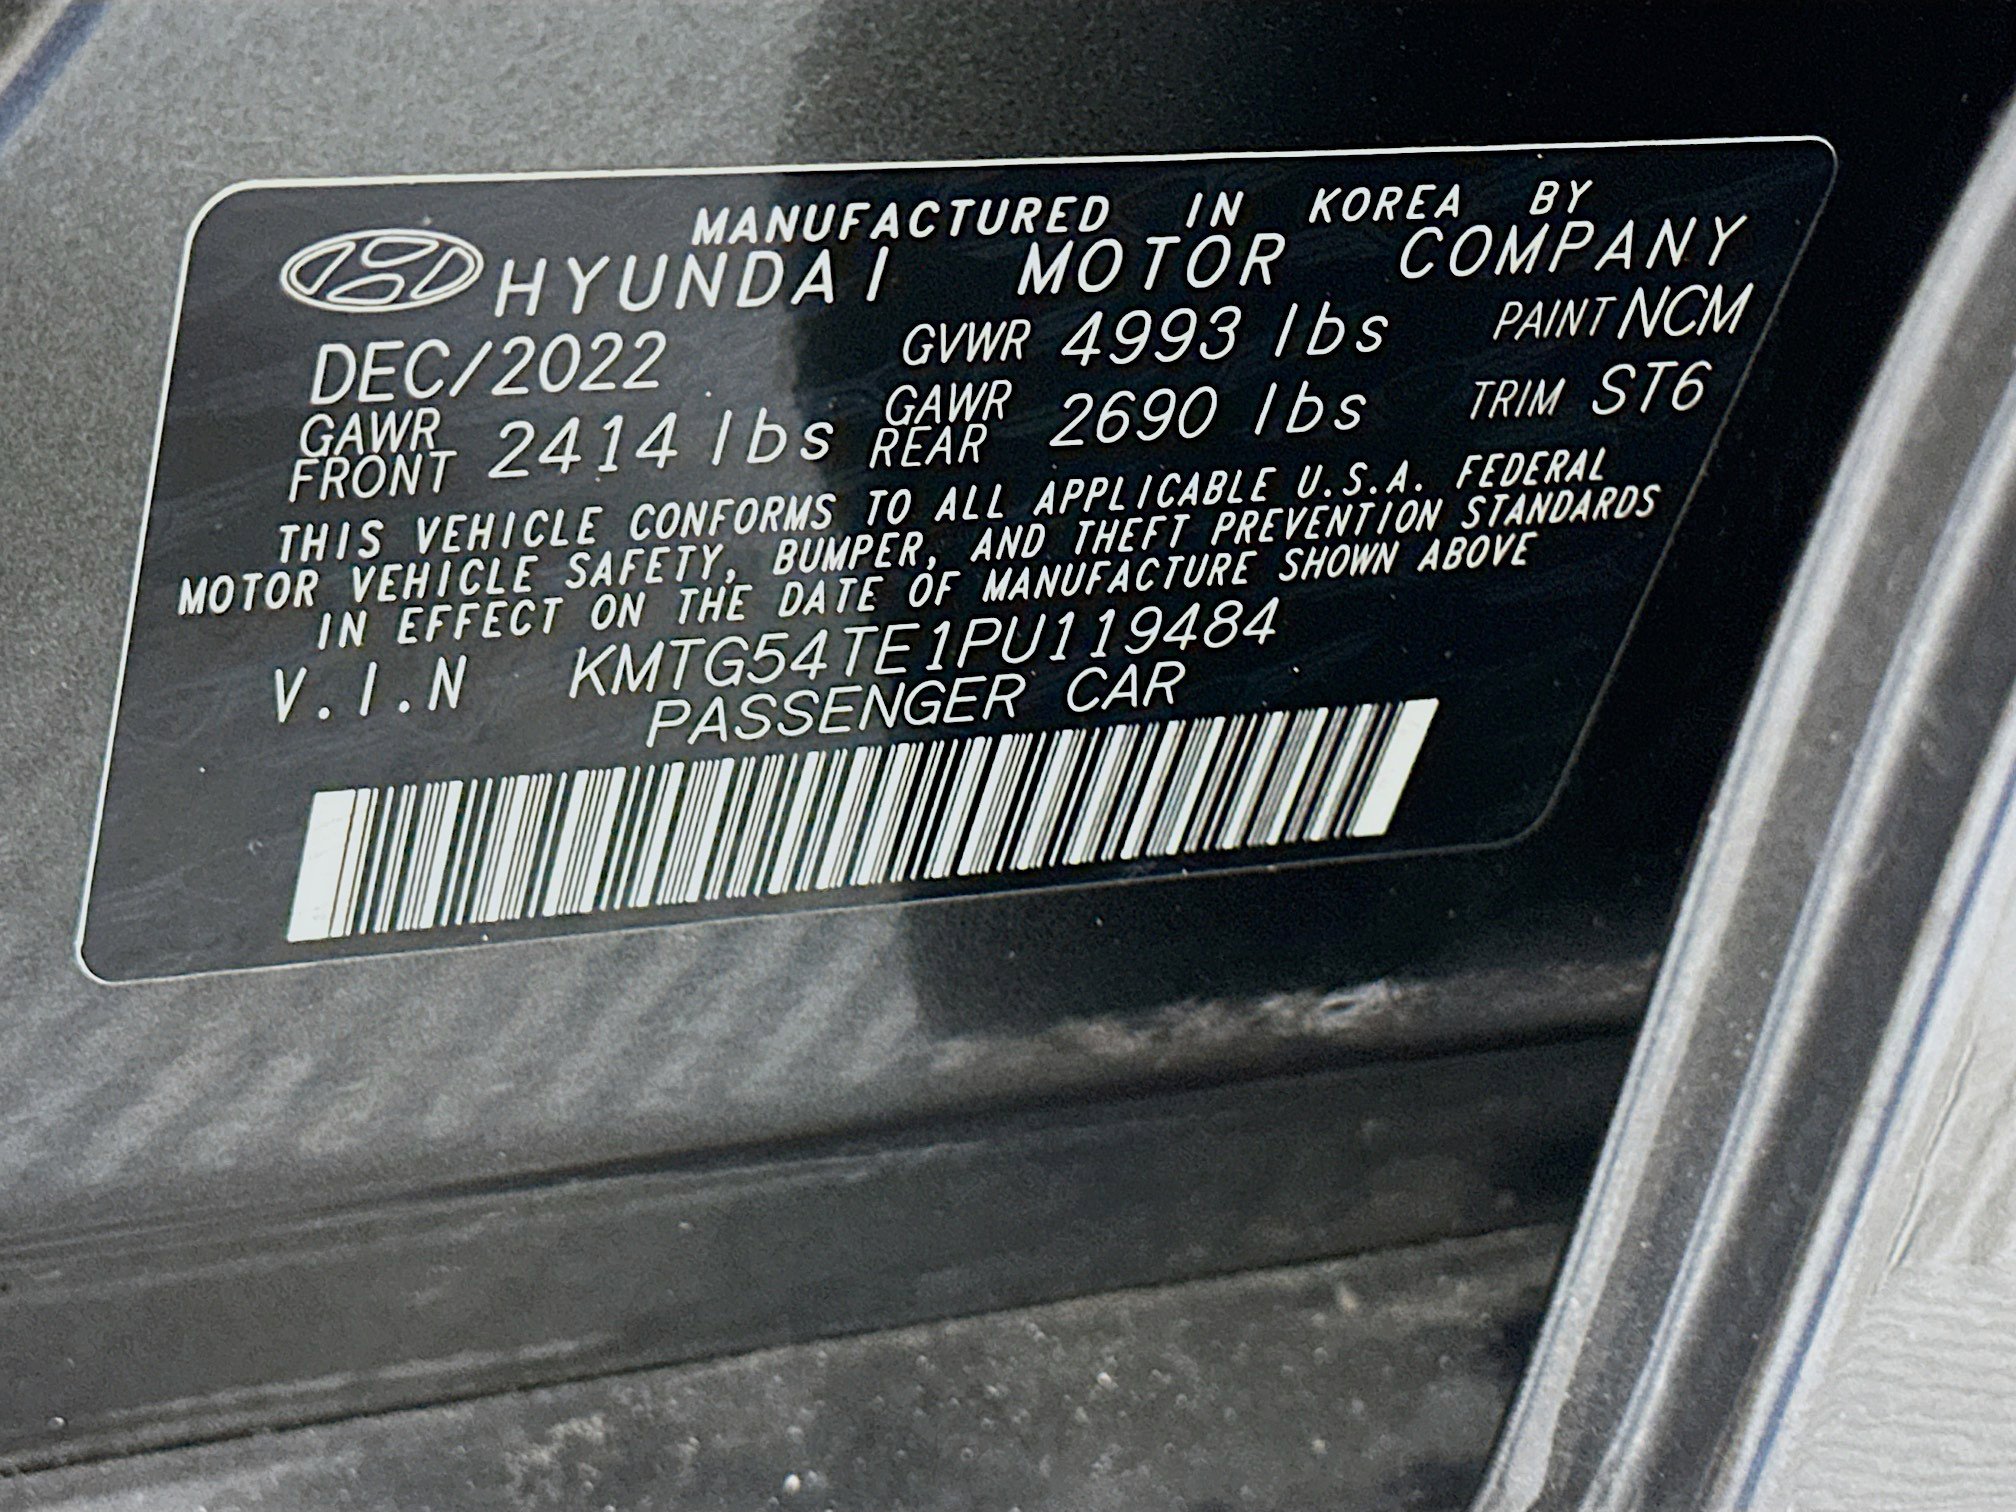 MANUFACTURED IN KOREA BY
HYUNDAI MOTOR COMPANY
DEC/2022 GVWR 4993 lbs PAINT NCM
GAWR FRONT 2414 lbs GAWR REAR 2690 lbs TRIM ST6
THIS VEHICLE CONFORMS TO ALL APPLICABLE U.S.A. FEDERAL
MOTOR VEHICLE SAFETY, BUMPER, AND THEFT PREVENTION STANDARDS
IN EFFECT ON THE DATE OF MANUFACTURE SHOWN ABOVE
V.I.N KMTG54TE1PU119484
PASSENGER CAR